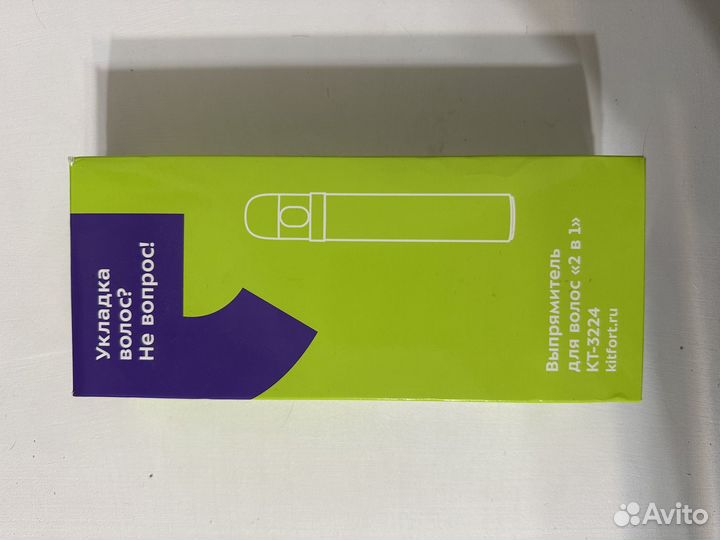 Укладка
волос?
Не вопрос!
Выпрямитель
для волос «2 в 1»
КТ-3224
kitfort.ru
Avito